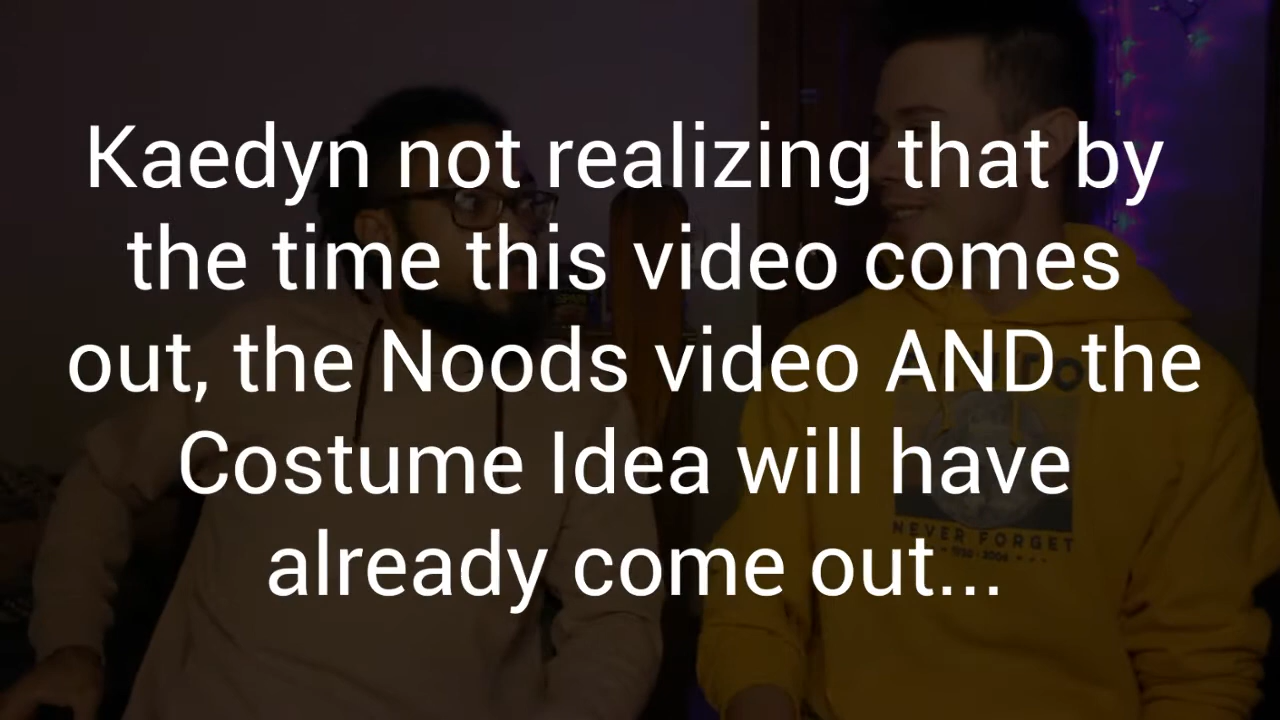 Kaedyn not realizing that by
the time this video comes
out, the Noods video AND the
Costume Idea will have
already come out...
NEVER FORGET